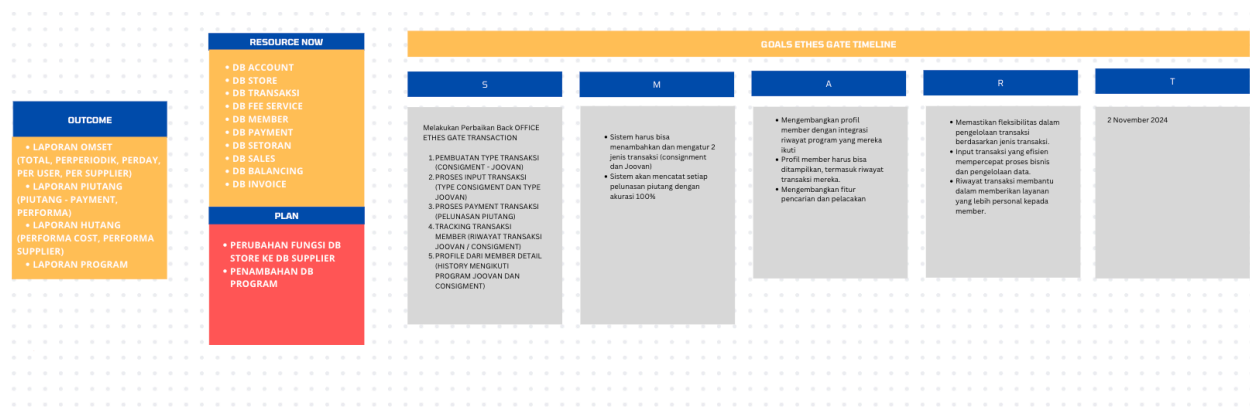 OUTCOME
• LAPORAN OMSET
(TOTAL, PERPERIODIK, PERDAY,
PER USER, PER SUPPLIER)
• LAPORAN PIUTANG
(PIUTANG - PAYMENT,
PERFORMA)
• LAPORAN HUTANG
(PERFORMA COST, PERFORMA
SUPPLIER)
• LAPORAN PROGRAM
RESOURCE NOW
• DB ACCOUNT
• DB STORE
• DB TRANSAKSI
• DB FEE SERVICE
• DB MEMBER
• DB PAYMENT
• DB SETORAN
• DB SALES
• DB BALANCING
• DB INVOICE
PLAN
• PERUBAHAN FUNGSI DB
STORE KE DB SUPPLIER
• PENAMBAHAN DB
PROGRAM
GOALS ETHES GATE TIMELINE
S
Melakukan Perbaikan Back OFFICE
ETHES GATE TRANSACTION
1. PEMBUATAN TYPE TRANSAKSI
(CONSIGMENT - JOOVAN)
2. PROSES INPUT TRANSAKSI
(TYPE CONSIGMENT DAN TYPE
JOOVAN)
3. PROSES PAYMENT TRANSAKSI
(PELUNASAN PIUTANG)
4. TRACKING TRANSAKSI
MEMBER (RIWAYAT TRANSAKSI
JOOVAN / CONSIGMENT)
5. PROFILE DARI MEMBER DETAIL
(HISTORY MENGIKUTI
PROGRAM JOOVAN DAN
CONSIGMENT)
M
• Sistem harus bisa
menambahkan dan mengatur 2
jenis transaksi (consignment
dan Joovan)
• Sistem akan mencatat setiap
pelunasan piutang dengan
akurasi 100%
A
• Mengembangkan profil
member dengan integrasi
riwayat program yang mereka
ikuti
• Profil member harus bisa
ditampilkan, termasuk riwayat
transaksi mereka.
• Mengembangkan fitur
pencarian dan pelacakan
R
• Memastikan fleksibilitas dalam
pengelolaan transaksi
berdasarkan jenis transaksi.
• Input transaksi yang efisien
mempercepat proses bisnis
dan pengelolaan data.
• Riwayat transaksi membantu
dalam memberikan layanan
yang lebih personal kepada
member.
T
2 November 2024